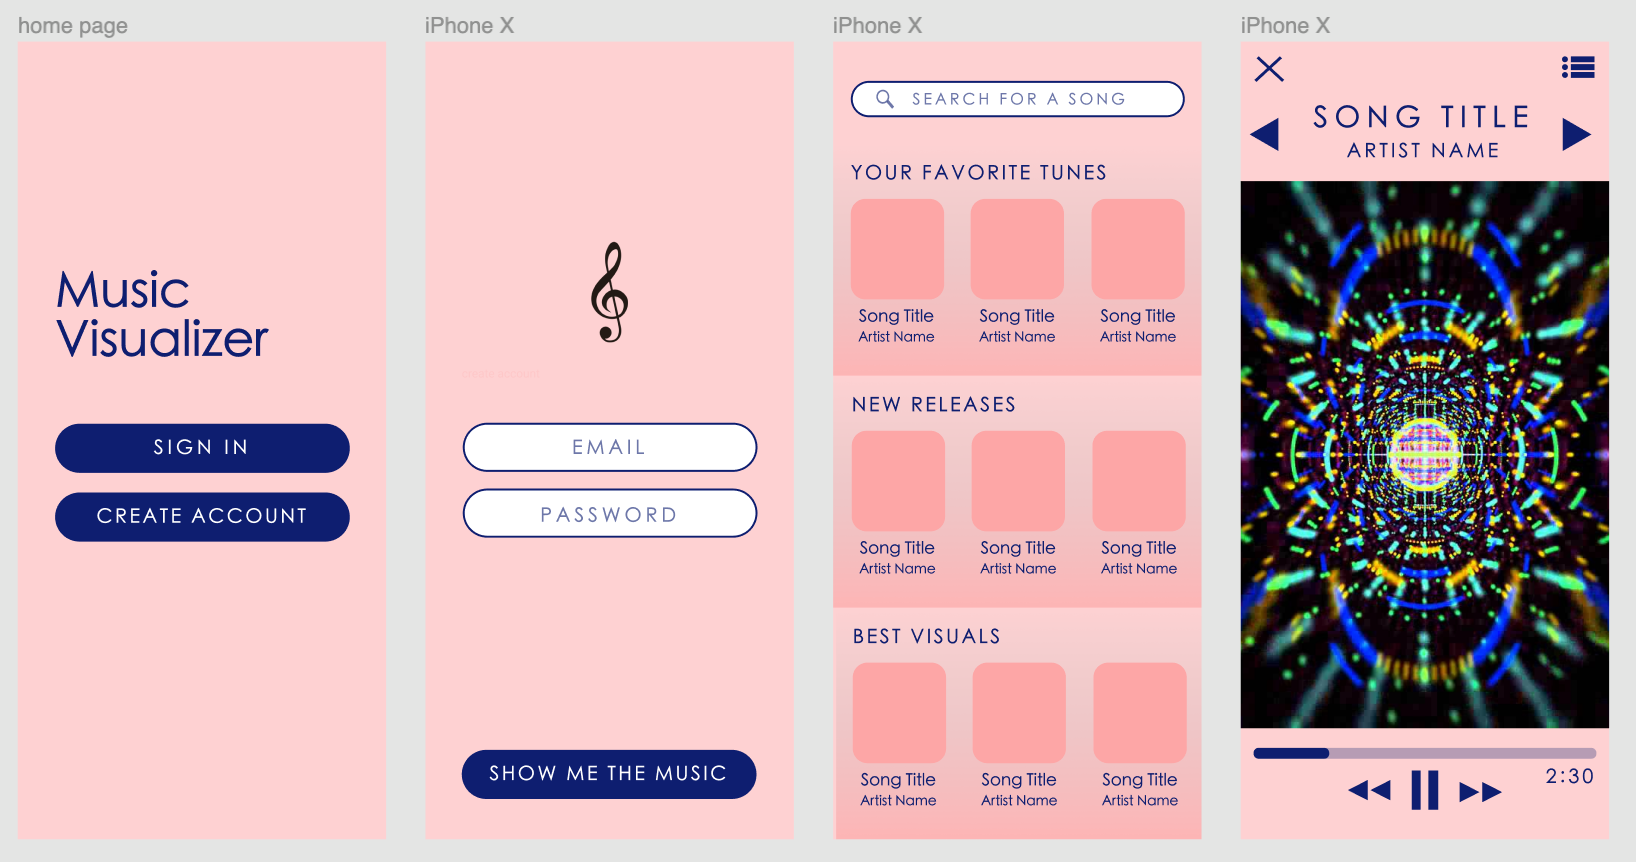 home page
Music
Visualizer
SIGN IN
CREATE ACCOUNT
iPhone X
create account
EMAIL
PASSWORD
SHOW ME THE MUSIC
iPhone X
SEARCH FOR A SONG
YOUR FAVORITE TUNES
Song Title Song Title Song Title
Artist Name Artist Name Artist Name
NEW RELEASES
Song Title Song Title Song Title
Artist Name Artist Name Artist Name
BEST VISUALS
Song Title Song Title Song Title
Artist Name Artist Name Artist Name
iPhone X
SONG TITLE
ARTIST NAME
2:30